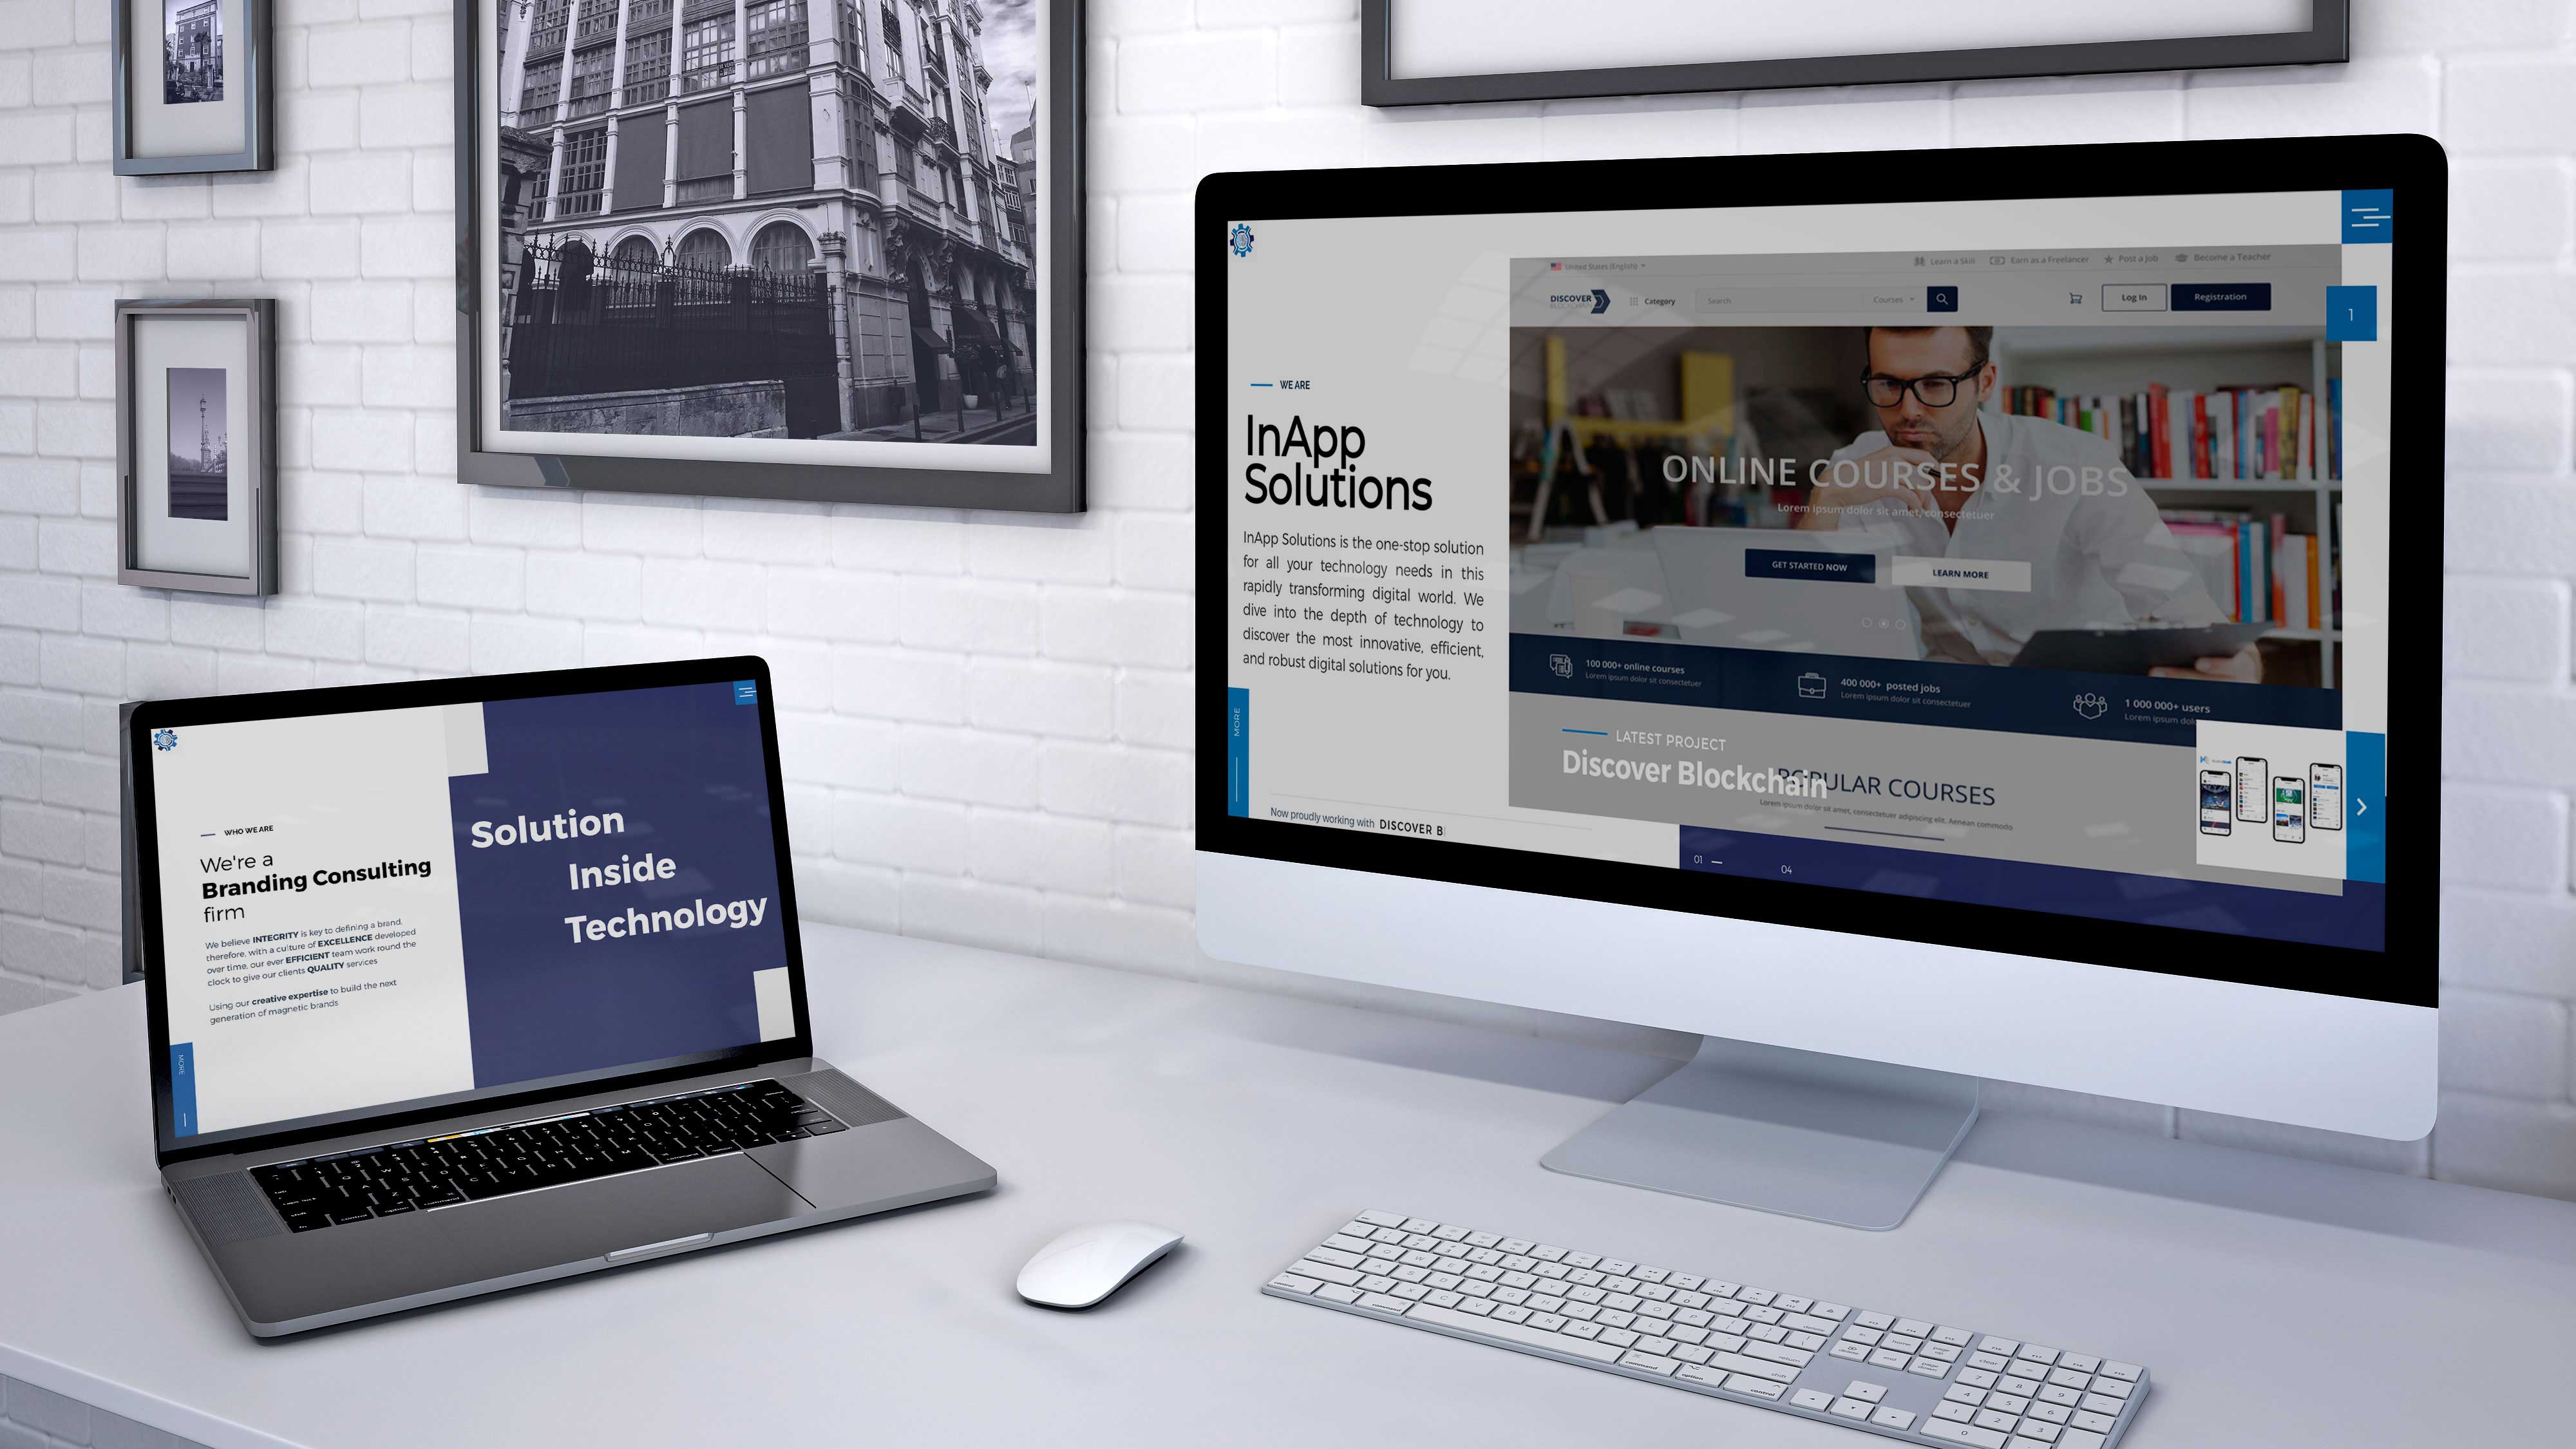 WHO WE ARE
We're a
Branding Consulting
firm
We believe INTEGRITY is key to defining a brand,
therefore, with a culture of EXCELLENCE developed
over time, our ever EFFICIENT team work round the
clock to give our clients QUALITY services
Using our creative expertise to build the next
generation of magnetic brands
MORE
Solution
Inside
Technology
WE ARE
InApp
Solutions
InApp Solutions is the one-stop solution
for all your technology needs in this
rapidly transforming digital world. We
dive into the depth of technology to
discover the most innovative, efficient,
and robust digital solutions for you.
MORE
Now proudly working with DISCOVER B
United States (English)
Learn a Skill
Earn as a Freelancer
Post a Job
Become a Teacher
DISCOVER
Category
Search
Courses
Log In
Registration
1
ONLINE COURSES & JOBS
Lorem ipsum dolor sit amet, consectetuer
GET STARTED NOW
LEARN MORE
100 000+ online courses
Lorem ipsum dolor sit consectetuer
400 000+ posted jobs
Lorem ipsum dolor sit consectetuer
1 000 000+ users
Lorem ipsum dol
LATEST PROJECT
Discover Blockchain
POPULAR COURSES
Lorem ipsum dolor sit amet, consectetuer adipiscing elit. Aenean commodo
01
04